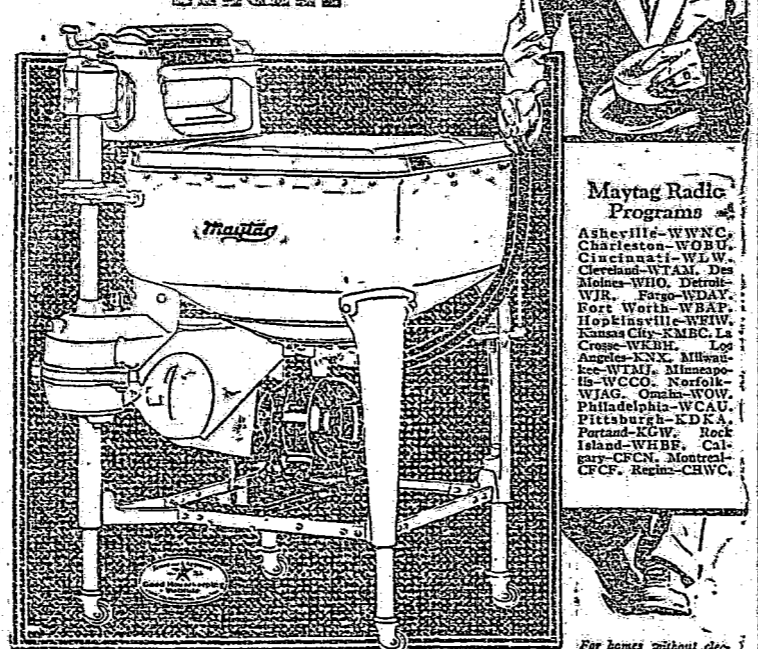 Maytag
Maytag Radio
Programs
Asheville-WWNC.
Charleston-WOBU.
Cincinnati-WLW.
Cleveland-WTAM. Des
Moines-WHO. Detroit-
WJR. Fargo-WDAY.
Fort Worth-WBAP.
Hopkinsville-WFIW.
Kansas City-KMBC. La
Crosse-WKBH. Los
Angeles-KNX. Milwau-
kee-WTMJ. Minneapo-
lis-WCCO. Norfolk-
WJAG. Omaha-WOW.
Philadelphia-WCAU.
Pittsburgh-KDKA.
Portand-KGW. Rock
Island-WHBF. Cal-
gary-CFCN. Montreal-
CFCF. Regina-CHWC.
For homes without elec-